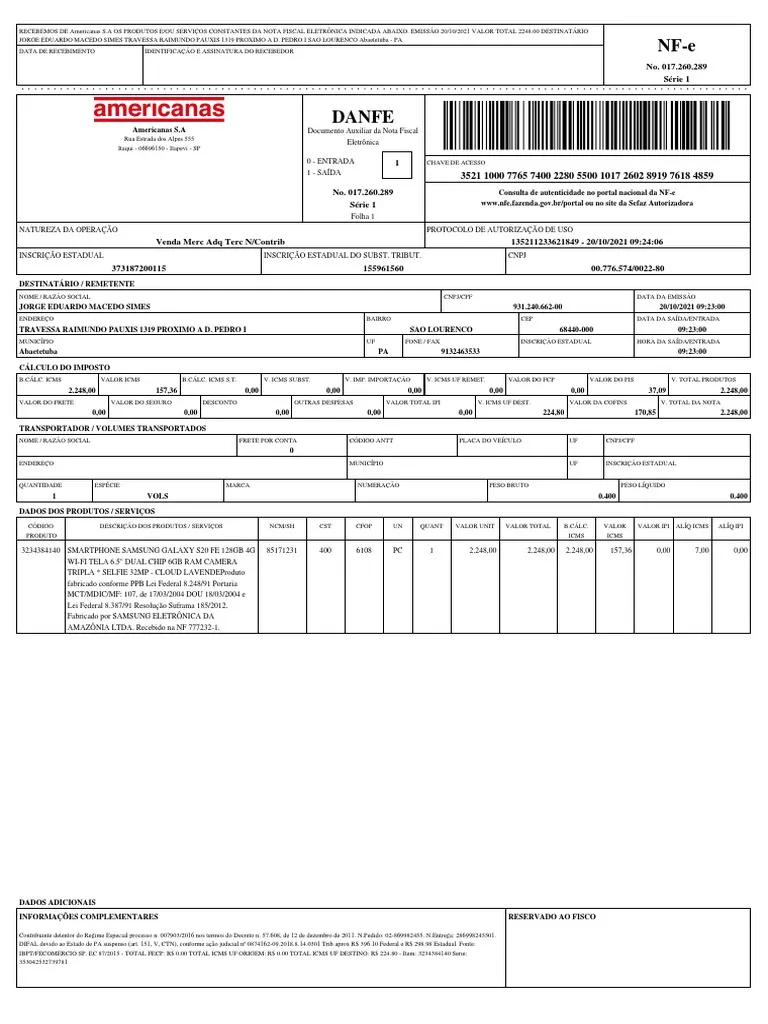 RECEBEMOS DE Americanas S.A OS PRODUTOS E/OU SERVIÇOS CONSTANTES DA NOTA FISCAL ELETRÔNICA INDICADA ABAIXO. EMISSÃO 20/10/2021 VALOR TOTAL 2248.00 DESTINATÁRIO
JORGE EDUARDO MACEDO SIMES TRAVESSA RAIMUNDO PAUXIS 1319 PROXIMO A D. PEDRO I SAO LOURENCO Abaetetuba - PA
DATA DE RECEBIMENTO IDENTIFICAÇÃO E ASSINATURA DO RECEBEDOR
NF-e
No. 017.260.289
Série 1
americanas
Americanas S.A
Rua Estrada dos Alpes 555
Itaqui - 06696150 - Itapevi - SP
DANFE
Documento Auxiliar da Nota Fiscal
Eletrônica
0 - ENTRADA
1 - SAÍDA
1
No. 017.260.289
Série 1
Folha 1
CHAVE DE ACESSO
3521 1000 7765 7400 2280 5500 1017 2602 8919 7618 4859
Consulta de autenticidade no portal nacional da NF-e
www.nfe.fazenda.gov.br/portal ou no site da Sefaz Autorizadora
NATUREZA DA OPERAÇÃO PROTOCOLO DE AUTORIZAÇÃO DE USO
Venda Merc Adq Terc N/Contrib 135211233621849 - 20/10/2021 09:24:06
INSCRIÇÃO ESTADUAL INSCRIÇÃO ESTADUAL DO SUBST. TRIBUT. CNPJ
373187200115 155961560 00.776.574/0022-80
DESTINATÁRIO / REMETENTE
NOME / RAZÃO SOCIAL CNPJ/CPF DATA DA EMISSÃO
JORGE EDUARDO MACEDO SIMES 931.240.662-00 20/10/2021 09:23:00
ENDEREÇO BAIRRO CEP DATA DA SAÍDA/ENTRADA
TRAVESSA RAIMUNDO PAUXIS 1319 PROXIMO A D. PEDRO I SAO LOURENCO 68440-000 09:23:00
MUNICÍPIO UF FONE / FAX INSCRIÇÃO ESTADUAL HORA DA SAÍDA/ENTRADA
Abaetetuba PA 9132463533 09:23:00
CÁLCULO DO IMPOSTO
B.CÁLC. ICMS VALOR ICMS B.CÁLC. ICMS S.T. V. ICMS SUBST. V. IMP. IMPORTAÇÃO V. ICMS UF REMET. VALOR DO FCP VALOR DO PIS V. TOTAL PRODUTOS
2.248,00 157,36 0,00 0,00 0,00 0,00 0,00 37,09 2.248,00
VALOR DO FRETE VALOR DO SEGURO DESCONTO OUTRAS DESPESAS VALOR TOTAL IPI V. ICMS UF DEST. VALOR DA COFINS V. TOTAL DA NOTA
0,00 0,00 0,00 0,00 0,00 224,80 170,85 2.248,00
TRANSPORTADOR / VOLUMES TRANSPORTADOS
NOME / RAZÃO SOCIAL FRETE POR CONTA CÓDIGO ANTT PLACA DO VEÍCULO UF CNPJ/CPF
0
ENDEREÇO MUNICÍPIO UF INSCRIÇÃO ESTADUAL
QUANTIDADE ESPÉCIE MARCA NUMERAÇÃO PESO BRUTO PESO LÍQUIDO
1 VOLS 0.400 0.400
DADOS DOS PRODUTOS / SERVIÇOS
CÓDIGO PRODUTO DESCRIÇÃO DOS PRODUTOS / SERVIÇOS NCM/SH CST CFOP UN QUANT VALOR UNIT VALOR TOTAL B.CÁLC. ICMS VALOR ICMS VALOR IPI ALÍQ ICMS ALÍQ IPI
3234384140 SMARTPHONE SAMSUNG GALAXY S20 FE 128GB 4G 85171231 400 6108 PC 1 2.248,00 2.248,00 2.248,00 157,36 0,00 7,00 0,00
WI-FI TELA 6.5" DUAL CHIP 6GB RAM CAMERA
TRIPLA * SELFIE 32MP - CLOUD LAVENDEProduto
fabricado conforme PPB Lei Federal 8.248/91 Portaria
MCT/MDIC/MF: 107, de 17/03/2004 DOU 18/03/2004 e
Lei Federal 8.387/91 Resolução Suframa 185/2012.
Fabricado por SAMSUNG ELETRÔNICA DA
AMAZÔNIA LTDA. Recebido na NF 777232-1.
DADOS ADICIONAIS
INFORMAÇÕES COMPLEMENTARES RESERVADO AO FISCO
Contribuinte detentor do Regime Especial processo n. 007903/2016 nos termos do Decreto n. 57.608, de 12 de dezembro de 2011. N.Pedido: 02-869982455. N.Entrega: 286998245501.
DIFAL devido ao Estado de PA suspenso (art. 151, V, CTN), conforme ação judicial nº 0874162-09.2018.8.14.0301 Trib aprox R$ 396.10 Federal e R$ 298.98 Estadual. Fonte:
IBPT/FECOMERCIO SP. EC 87/2015 - TOTAL FECP: R$ 0.00 TOTAL ICMS UF ORIGEM: R$ 0.00 TOTAL ICMS UF DESTINO: R$ 224.80 - Item: 3234384140 Serie:
353042532739781